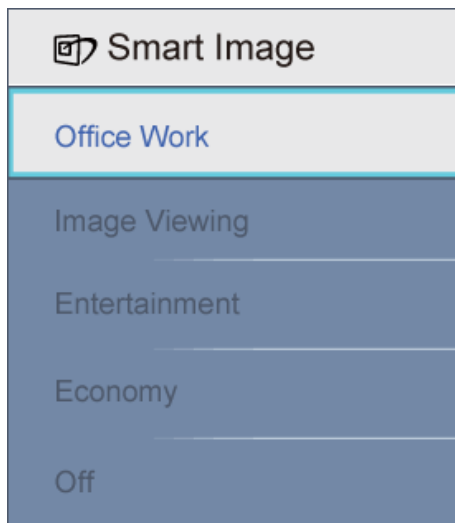 Smart Image
Office Work
Image Viewing
Entertainment
Economy
Off